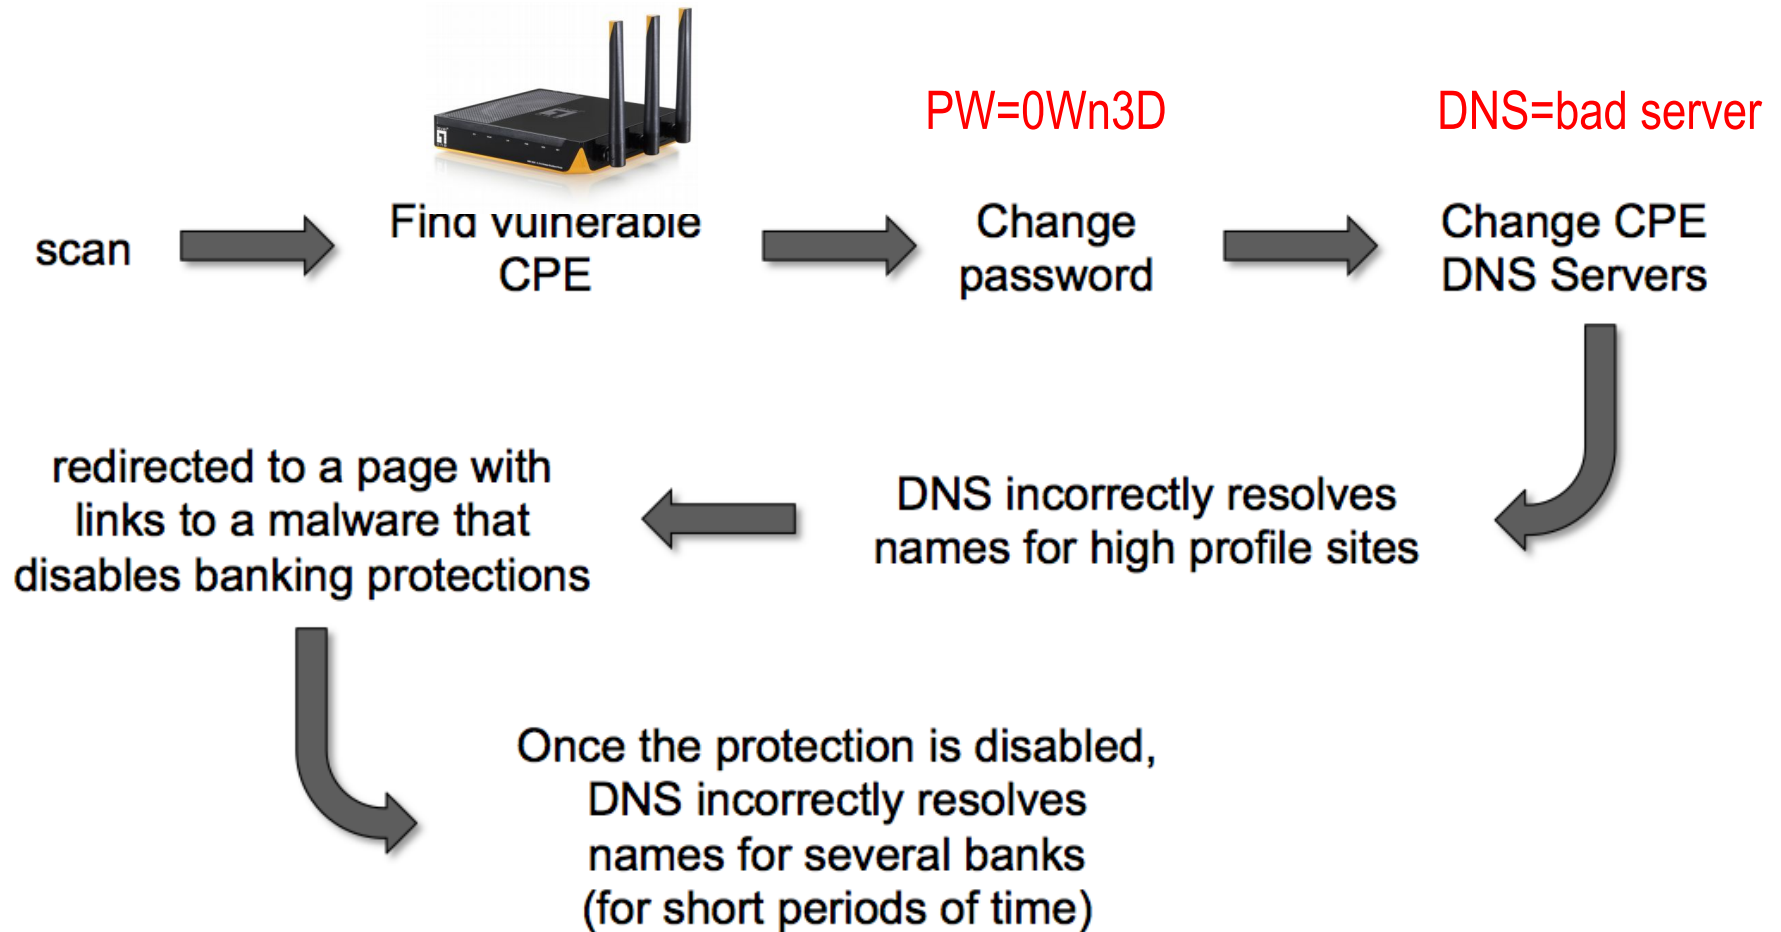 PW=0Wn3D
DNS=bad server
scan
Find vulnerable
CPE
Change
password
Change CPE
DNS Servers
DNS incorrectly resolves
names for high profile sites
redirected to a page with
links to a malware that
disables banking protections
Once the protection is disabled,
DNS incorrectly resolves
names for several banks
(for short periods of time)